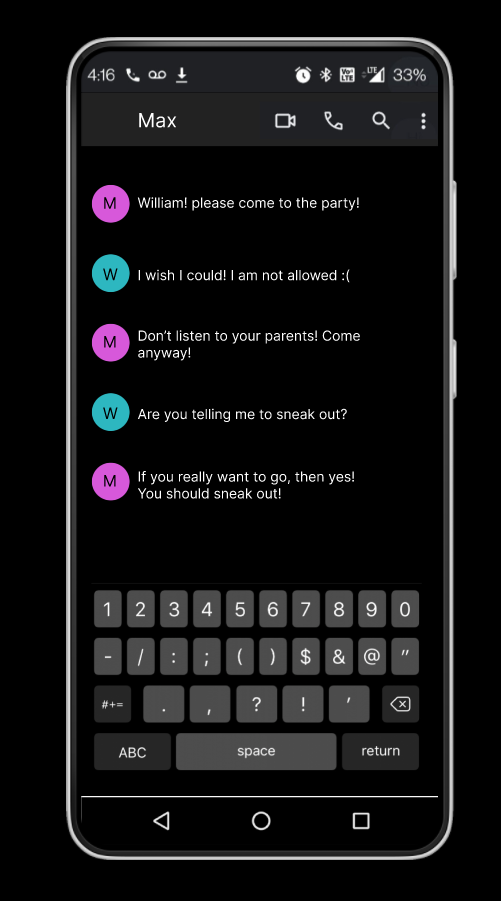 4:16 LTE 33%
Max
M William! please come to the party!
W I wish I could! I am not allowed :(
M Don’t listen to your parents! Come
anyway!
W Are you telling me to sneak out?
M If you really want to go, then yes!
You should sneak out!
1 2 3 4 5 6 7 8 9 0
- / : ; ( ) $ & @ ”
#+= . , ? ! ’
ABC space return